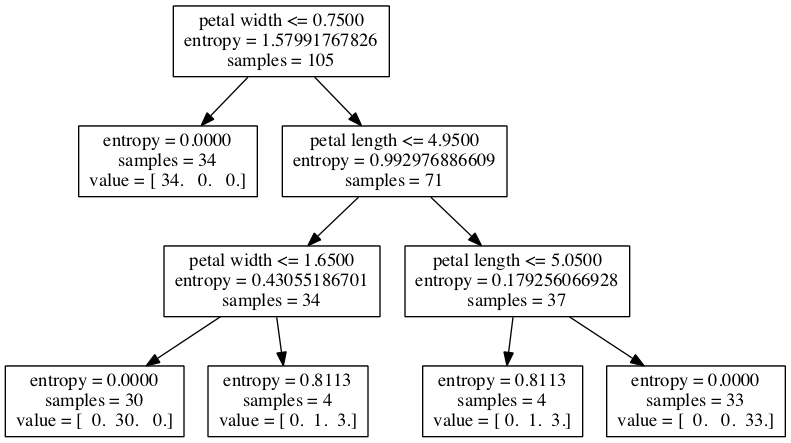 petal width <= 0.7500
entropy = 1.57991767826
samples = 105
entropy = 0.0000
samples = 34
value = [ 34.   0.   0.]
petal length <= 4.9500
entropy = 0.992976886609
samples = 71
petal width <= 1.6500
entropy = 0.43055186701
samples = 34
petal length <= 5.0500
entropy = 0.179256066928
samples = 37
entropy = 0.0000
samples = 30
value = [  0.  30.   0.]
entropy = 0.8113
samples = 4
value = [ 0.  1.  3.]
entropy = 0.8113
samples = 4
value = [ 0.  1.  3.]
entropy = 0.0000
samples = 33
value = [  0.   0.  33.]